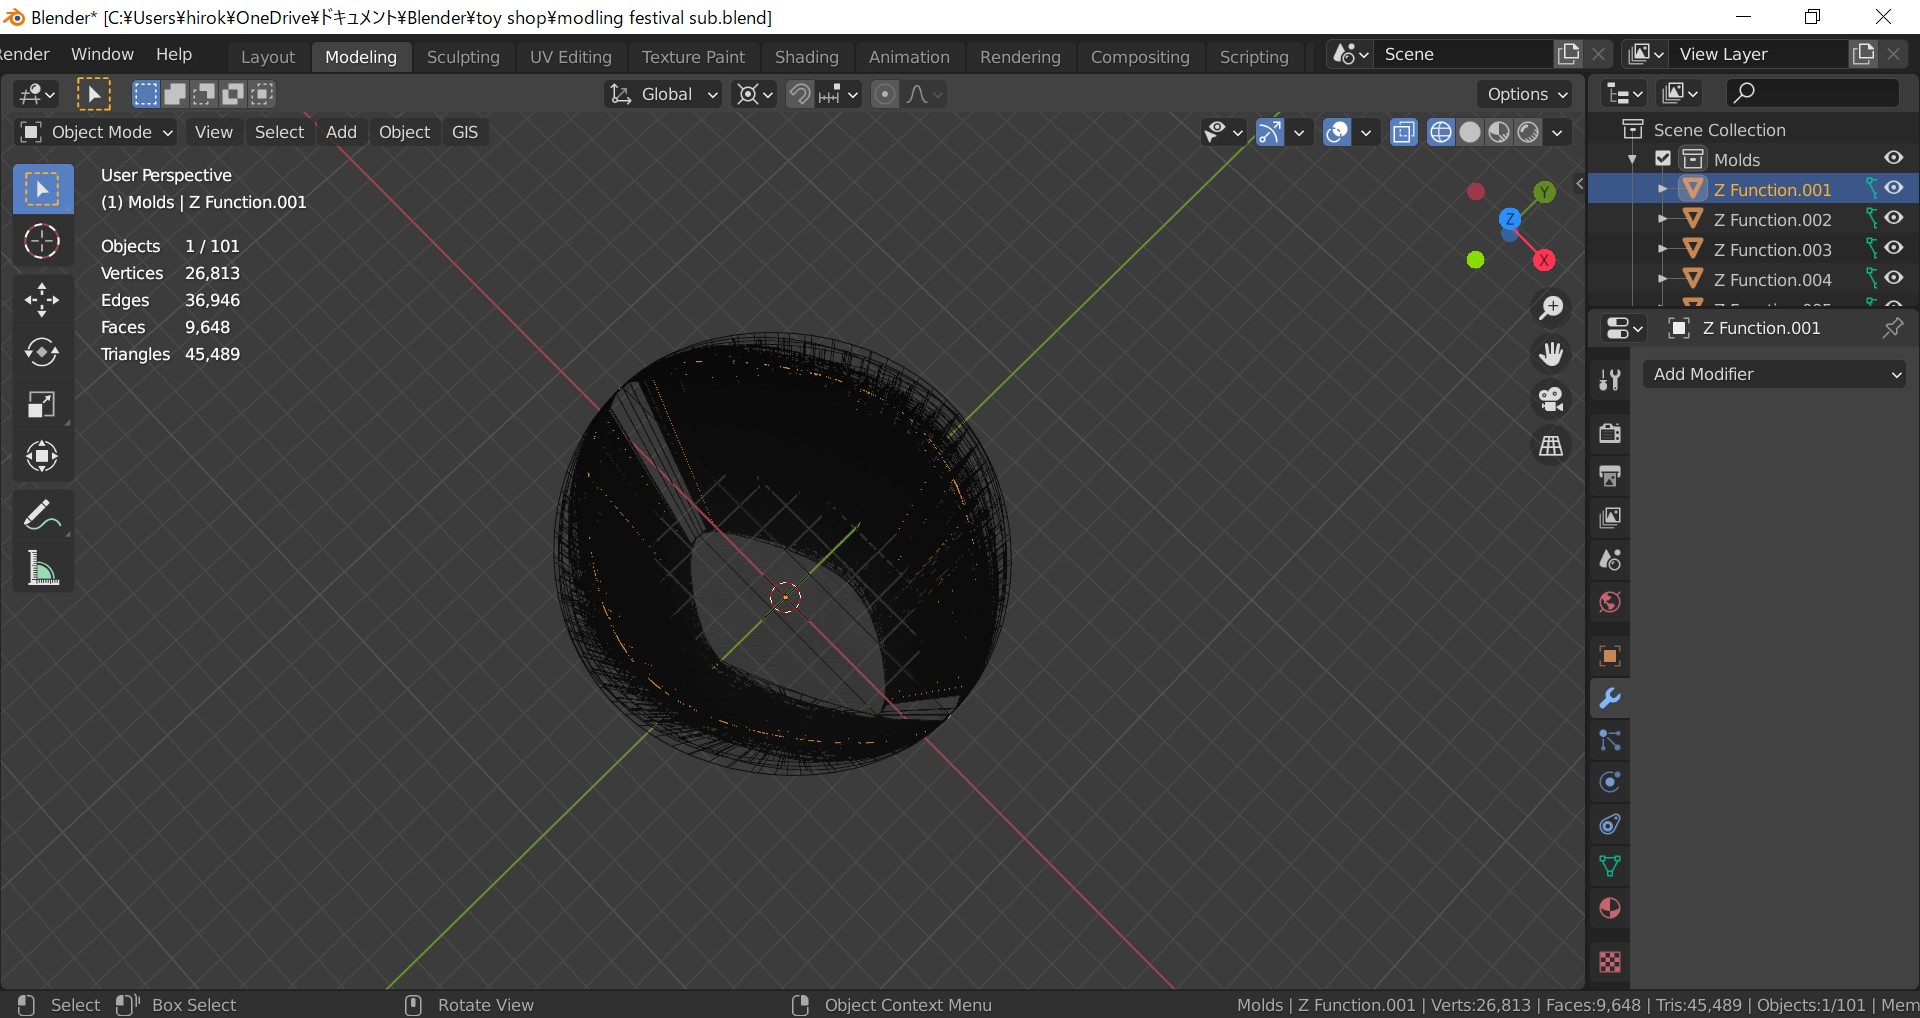 Blender* [C:¥Users¥hirok¥OneDrive¥ドキュメント¥Blender¥toy shop¥modling festival sub.blend]
ender Window Help Layout Modeling Sculpting UV Editing Texture Paint Shading Animation Rendering Compositing Scripting Scene View Layer
Global Options
Object Mode View Select Add Object GIS
User Perspective
(1) Molds | Z Function.001
Objects 1 / 101
Vertices 26,813
Edges 36,946
Faces 9,648
Triangles 45,489
Y
Z
X
Scene Collection
Molds
Z Function.001
Z Function.002
Z Function.003
Z Function.004
Z Function.001
Add Modifier
Select Box Select Rotate View Object Context Menu Molds | Z Function.001 | Verts:26,813 | Faces:9,648 | Tris:45,489 | Objects:1/101 | Mem